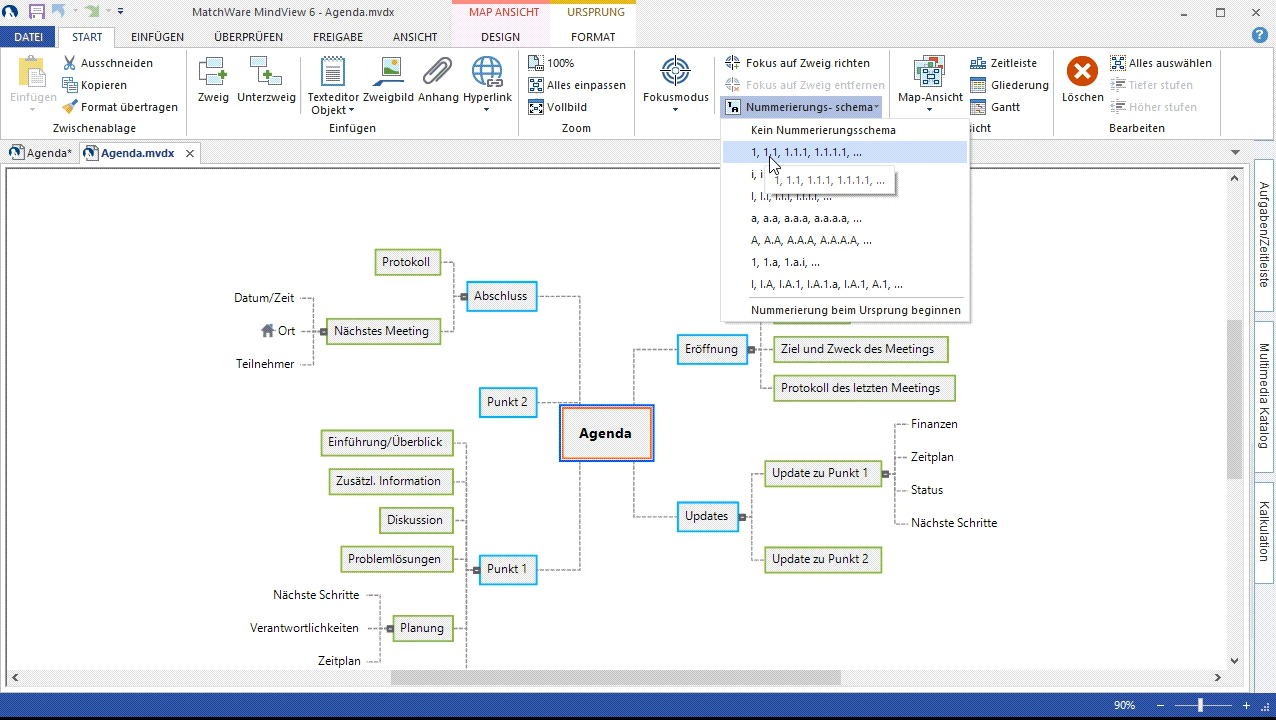 MatchWare MindView 6 - Agenda.mvdx
MAP ANSICHT
URSPRUNG
DATEI
START
EINFÜGEN
ÜBERPRÜFEN
FREIGABE
ANSICHT
DESIGN
FORMAT
Einfügen
Ausschneiden
Kopieren
Format übertragen
Zwischenablage
Zweig
Unterzweig
Texteditor Objekt
Zweigbild
Anhang
Hyperlink
Einfügen
100%
Alles einpassen
Vollbild
Zoom
Fokusmodus
Fokus auf Zweig richten
Fokus auf Zweig entfernen
Nummerierungs- schema
Map-Ansicht
Zeitleiste
Gliederung
Gantt
sicht
Löschen
Alles auswählen
Tiefer stufen
Höher stufen
Bearbeiten
Kein Nummerierungsschema
1, 1.1, 1.1.1, 1.1.1.1, ...
i, i
1, 1.1, 1.1.1, 1.1.1.1, ...
I, I.I, I.I.I, I.I.I.I, ...
a, a.a, a.a.a, a.a.a.a, ...
A, A.A, A.A.A, A.A.A.A, ...
1, 1.a, 1.a.i, ...
I, I.A, I.A.1, I.A.1.a, I.A.1, A.1, ...
Nummerierung beim Ursprung beginnen
Agenda*
Agenda.mvdx
Protokoll
Abschluss
Datum/Zeit
Ort
Teilnehmer
Nächstes Meeting
Punkt 2
Einführung/Überblick
Zusätzl. Information
Diskussion
Problemlösungen
Punkt 1
Nächste Schritte
Verantwortlichkeiten
Zeitplan
Planung
Agenda
Eröffnung
Ziel und Zweck des Meetings
Protokoll des letzten Meetings
Updates
Update zu Punkt 1
Finanzen
Zeitplan
Status
Nächste Schritte
Update zu Punkt 2
Aufgaben/Zeitleiste
Multimedia Katalog
Kalkulation
90%